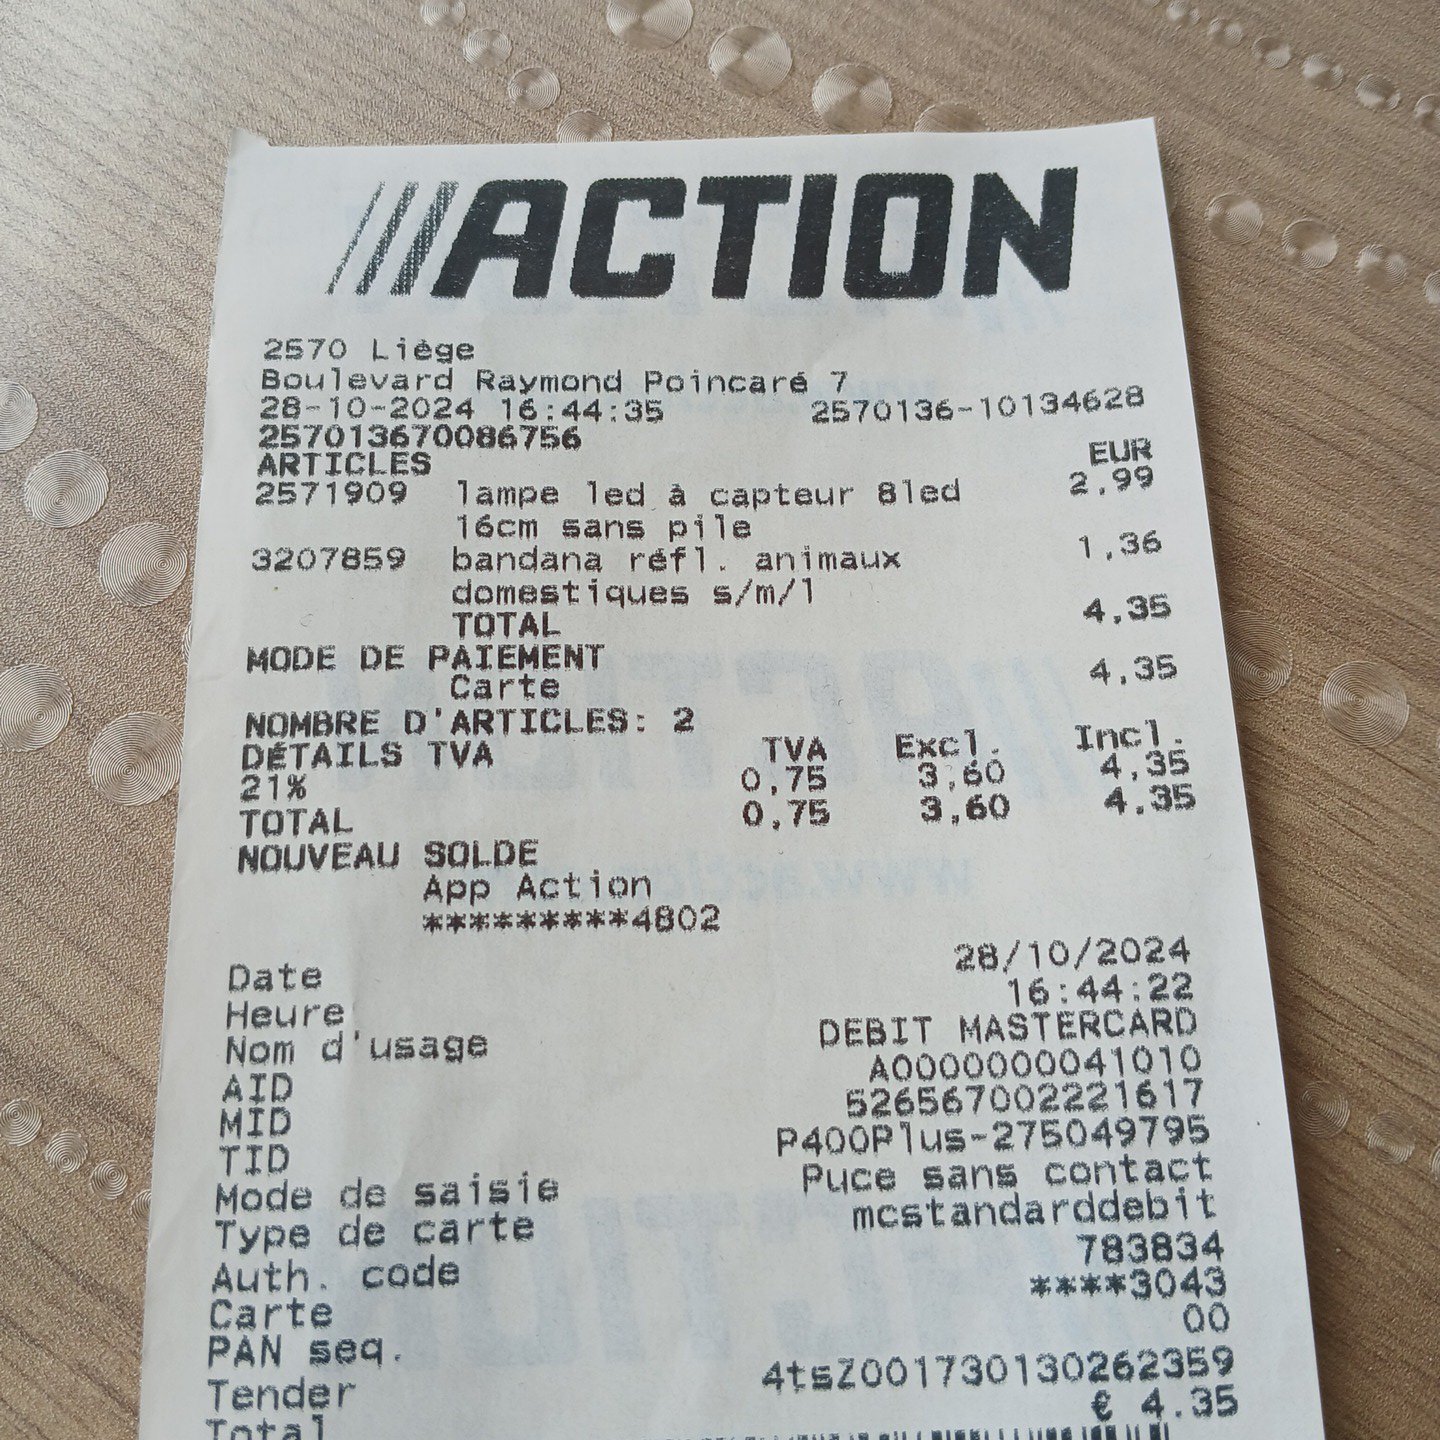 ///ACTION
2570 Liège
Boulevard Raymond Poincaré 7
28-10-2024 16:44:35 2570136-10134628
257013670086756
ARTICLES EUR
2571909 lampe led à capteur 8led 2,99
16cm sans pile
3207859 bandana réfl. animaux 1,36
domestiques s/m/l
TOTAL 4,35
MODE DE PAIEMENT
Carte 4,35
NOMBRE D'ARTICLES: 2
DÉTAILS TVA TVA Excl. Incl.
21% 0,75 3,60 4,35
TOTAL 0,75 3,60 4,35
NOUVEAU SOLDE
App Action
*********4802
Date 28/10/2024
Heure 16:44:22
Nom d'usage DEBIT MASTERCARD
AID A0000000041010
MID 526567002221617
TID P400Plus-275049795
Mode de saisie Puce sans contact
Type de carte mcstandarddebit
Auth. code 783834
Carte ****3043
PAN seq. 00
Tender 4tsZ001730130262359
Total € 4.35